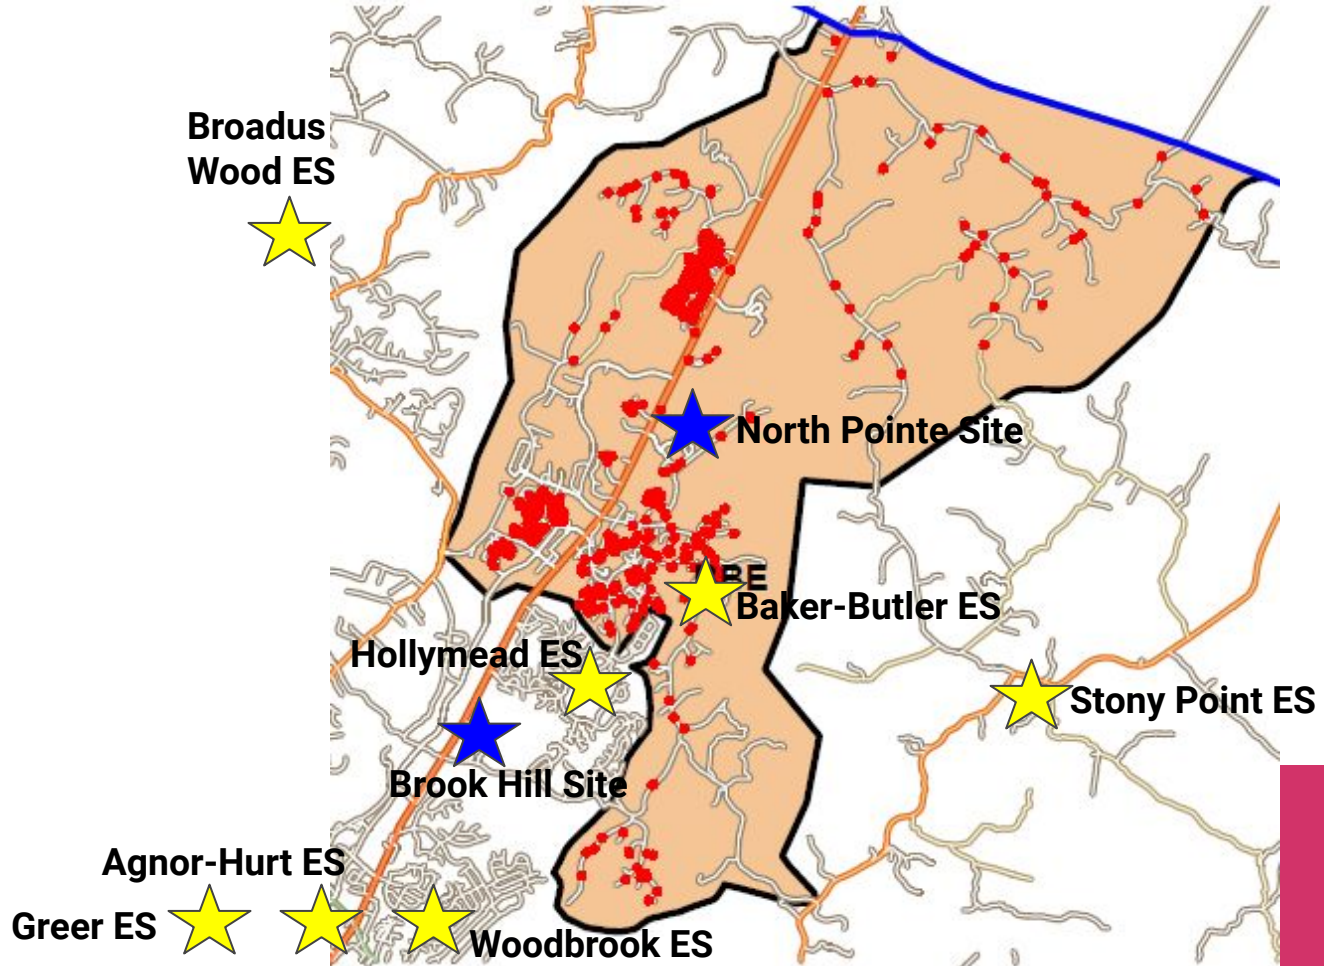 Broadus
Wood ES
North Pointe Site
BE
Baker-Butler ES
Hollymead ES
Stony Point ES
Brook Hill Site
Agnor-Hurt ES
Greer ES
Woodbrook ES